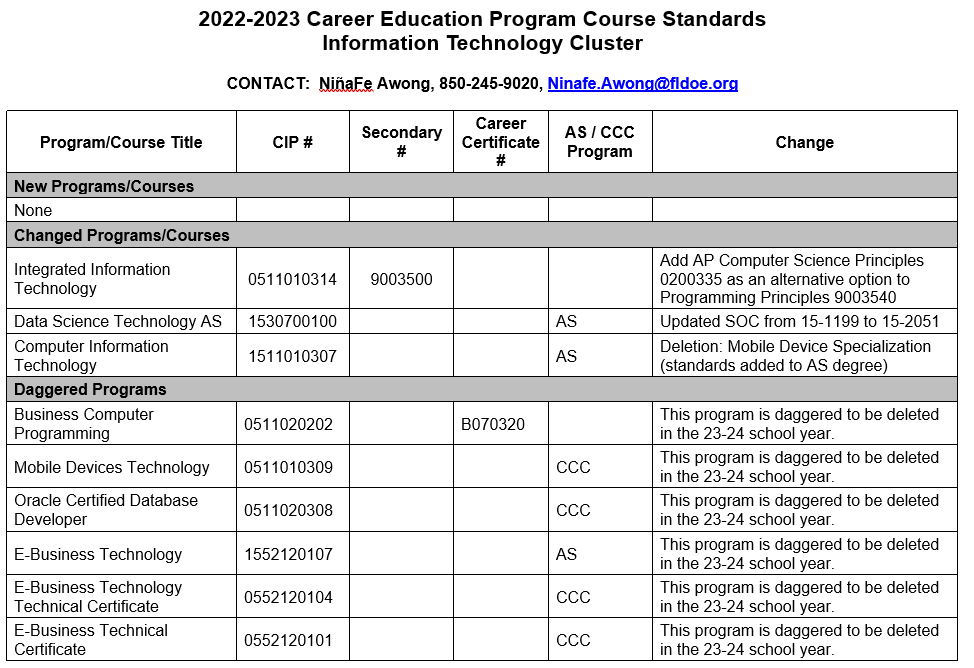 2022-2023 Career Education Program Course Standards
Information Technology Cluster
CONTACT: NiñaFe Awong, 850-245-9020, Ninafe.Awong@fldoe.org
Program/Course Title CIP # Secondary # Career Certificate # AS / CCC Program Change
New Programs/Courses
None
Changed Programs/Courses
Integrated Information
Technology
0511010314
9003500
Add AP Computer Science Principles
0200335 as an alternative option to
Programming Principles 9003540
Data Science Technology AS 1530700100 AS Updated SOC from 15-1199 to 15-2051
Computer Information
Technology
1511010307
AS
Deletion: Mobile Device Specialization
(standards added to AS degree)
Daggered Programs
Business Computer
Programming
0511020202
B070320
This program is daggered to be deleted
in the 23-24 school year.
Mobile Devices Technology
0511010309
CCC
This program is daggered to be deleted
in the 23-24 school year.
Oracle Certified Database
Developer
0511020308
CCC
This program is daggered to be deleted
in the 23-24 school year.
E-Business Technology
1552120107
AS
This program is daggered to be deleted
in the 23-24 school year.
E-Business Technology
Technical Certificate
0552120104
CCC
This program is daggered to be deleted
in the 23-24 school year.
E-Business Technical
Certificate
0552120101
CCC
This program is daggered to be deleted
in the 23-24 school year.